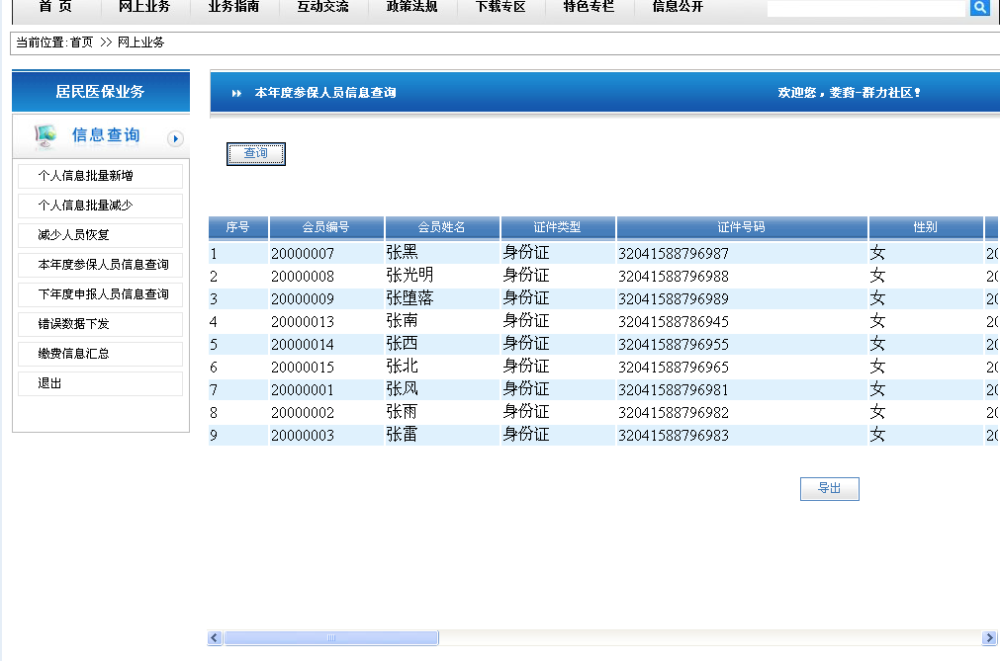 首 页 网上业务 业务指南 互动交流 政策法规 下载专区 特色专栏 信息公开
当前位置:首页 >> 网上业务
居民医保业务
信息查询
个人信息批量新增
个人信息批量减少
减少人员恢复
本年度参保人员信息查询
下年度申报人员信息查询
错误数据下发
缴费信息汇总
退出
本年度参保人员信息查询 欢迎您，娄葑-群力社区！
查询
序号 会员编号 会员姓名 证件类型 证件号码 性别
1 20000007 张黑 身份证 32041588796987 女 20
2 20000008 张光明 身份证 32041588796988 女 20
3 20000009 张堕落 身份证 32041588796989 女 20
4 20000013 张南 身份证 32041588786945 女 20
5 20000014 张西 身份证 32041588796955 女 20
6 20000015 张北 身份证 32041588796965 女 20
7 20000001 张风 身份证 32041588796981 女 20
8 20000002 张雨 身份证 32041588796982 女 20
9 20000003 张雷 身份证 32041588796983 女 20
导出